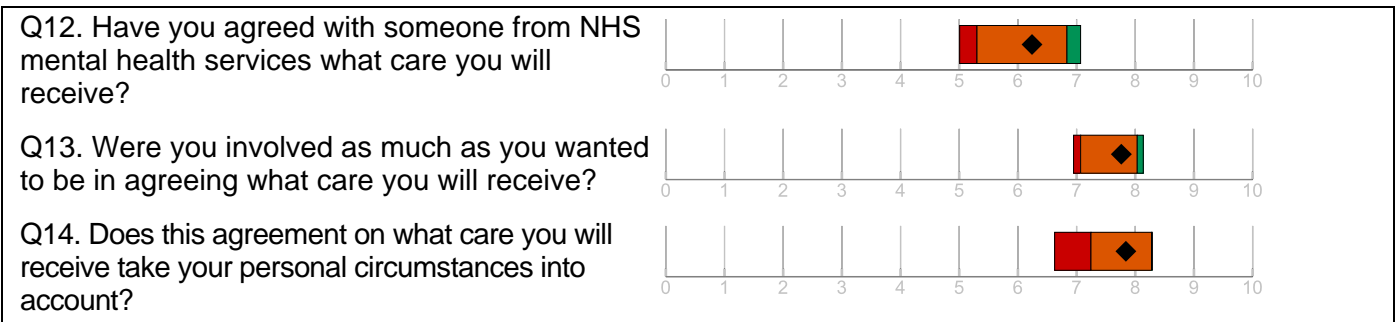 Q12. Have you agreed with someone from NHS
mental health services what care you will
receive?
0 1 2 3 4 5 6 7 8 9 10
Q13. Were you involved as much as you wanted
to be in agreeing what care you will receive?
0 1 2 3 4 5 6 7 8 9 10
Q14. Does this agreement on what care you will
receive take your personal circumstances into
account?
0 1 2 3 4 5 6 7 8 9 10